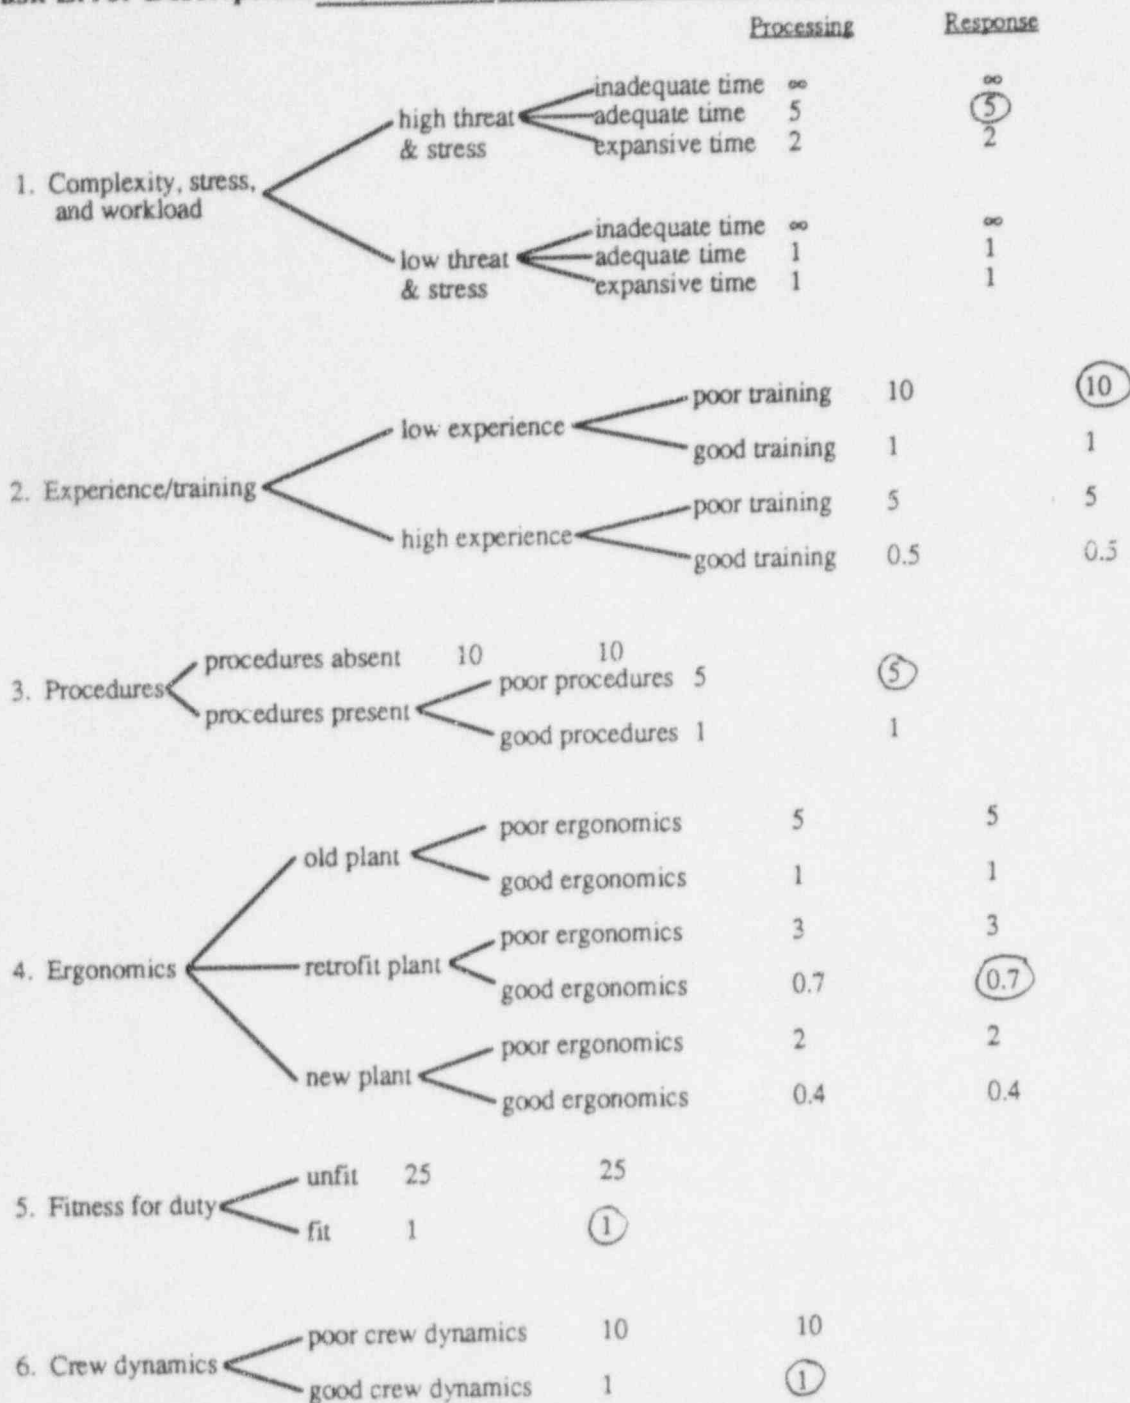 Processing Response
inadequate time ∞ ∞
high threat adequate time 5 5
& stress expansive time 2 2
1. Complexity, stress,
and workload
inadequate time ∞ ∞
low threat adequate time 1 1
& stress expansive time 1 1
poor training 10 10
low experience
good training 1 1
2. Experience/training
poor training 5 5
high experience
good training 0.5 0.5
procedures absent 10 10
3. Procedures poor procedures 5 5
procedures present
good procedures 1 1
poor ergonomics 5 5
old plant
good ergonomics 1 1
poor ergonomics 3 3
4. Ergonomics retrofit plant
good ergonomics 0.7 0.7
poor ergonomics 2 2
new plant
good ergonomics 0.4 0.4
unfit 25 25
5. Fitness for duty
fit 1 1
poor crew dynamics 10 10
6. Crew dynamics
good crew dynamics 1 1